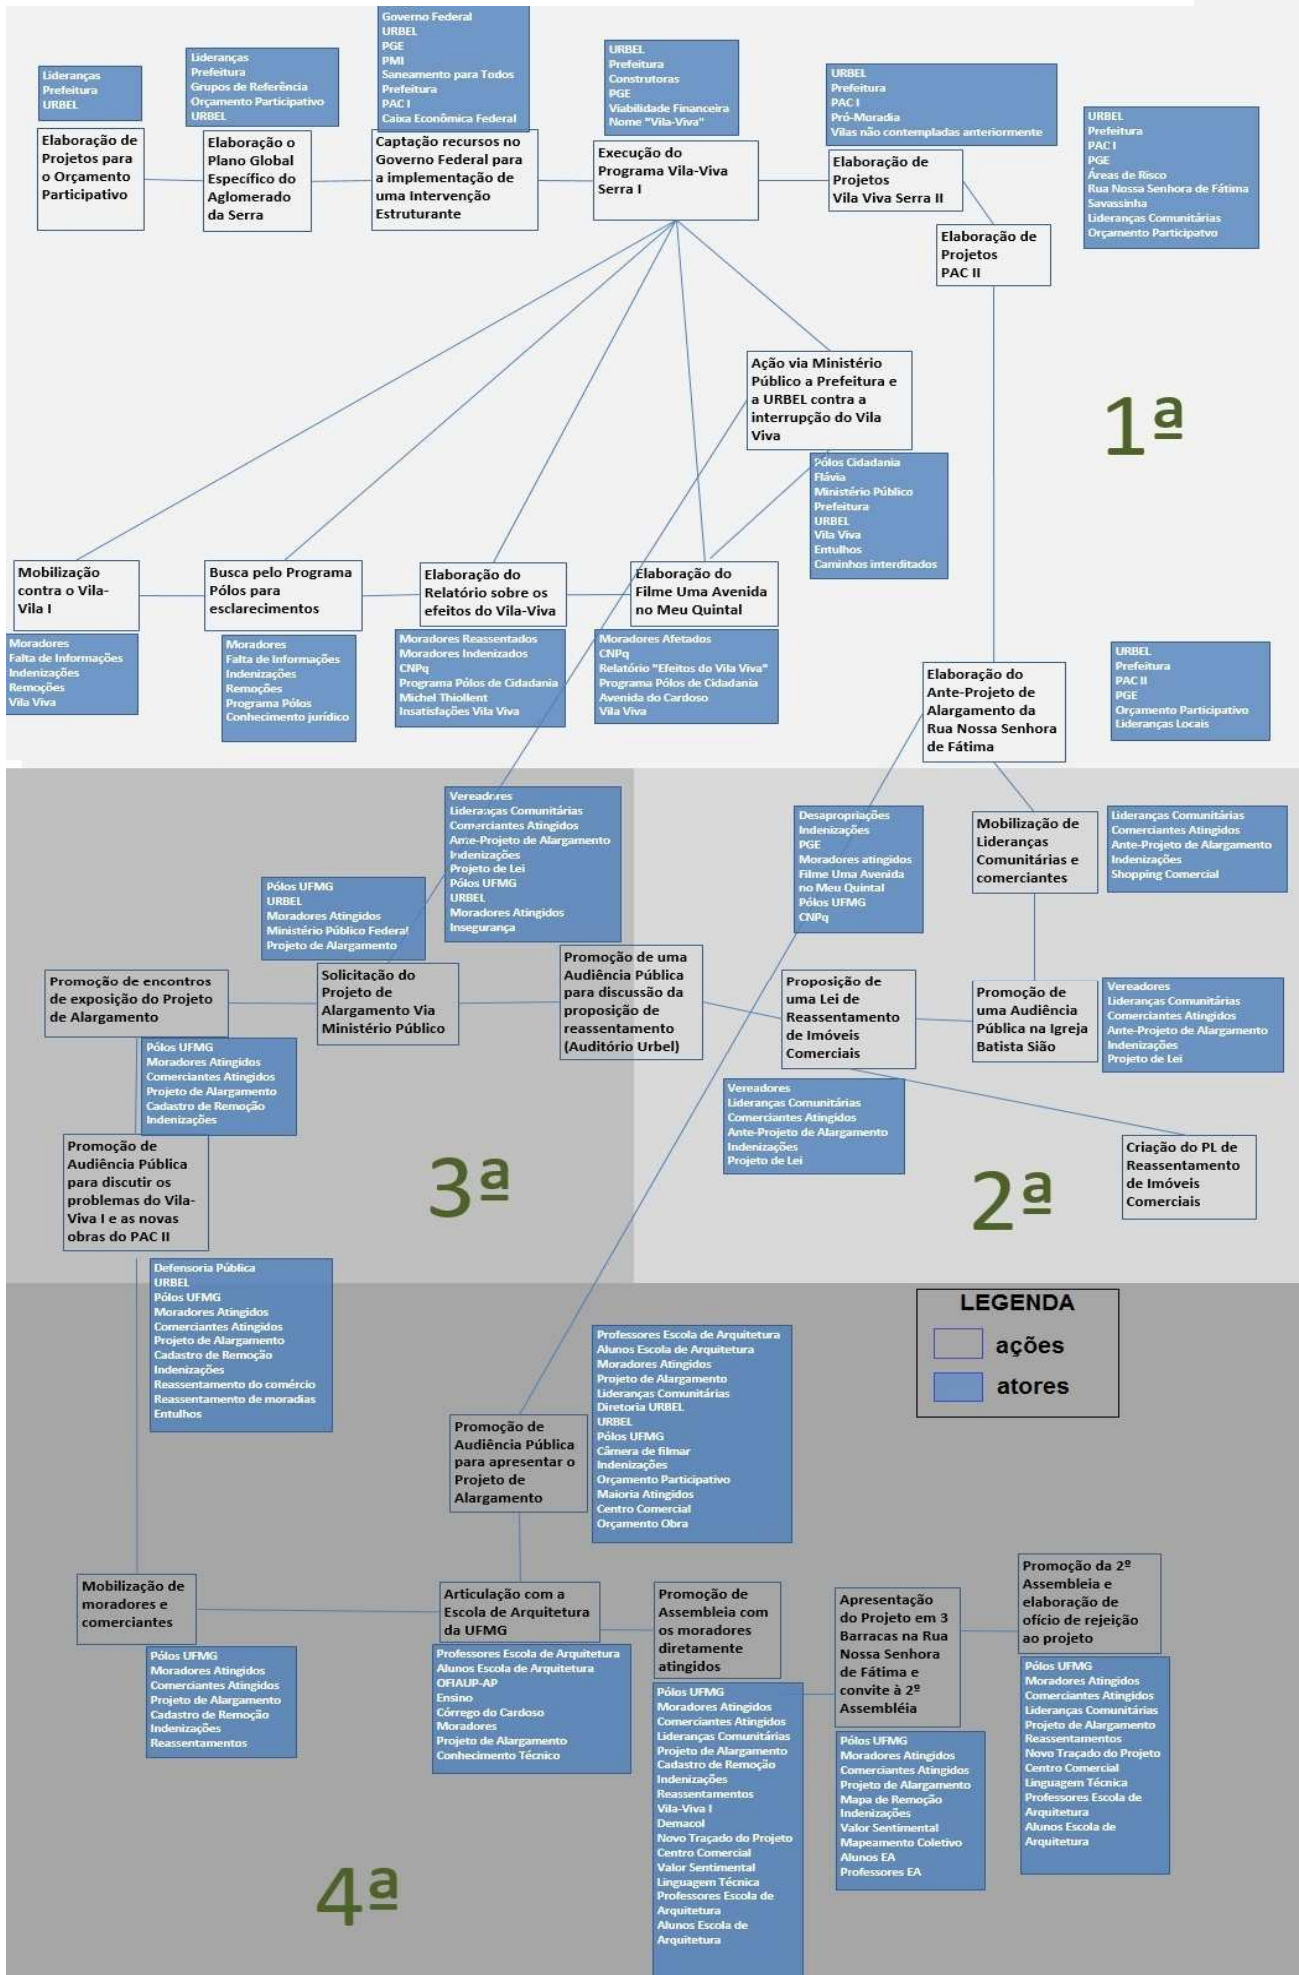 Lideranças
Prefeitura
URBEL
Elaboração de
Projetos para
o Orçamento
Participativo
Lideranças
Prefeitura
Grupos de Referência
Orçamento Participativo
URBEL
Elaboração o
Plano Global
Específico do
Aglomerado
da Serra
Governo Federal
URBEL
PGE
PMI
Saneamento para Todos
Prefeitura
PAC I
Caixa Econômica Federal
Captação recursos no
Governo Federal para
a implementação de
uma Intervenção
Estruturante
URBEL
Prefeitura
Construtoras
PGE
Viabilidade Financeira
Nome "Vila-Viva"
Execução do
Programa Vila-Viva
Serra I
URBEL
Prefeitura
PAC I
Pró-Moradia
Vilas não contempladas anteriormente
Elaboração de
Projetos
Vila Viva Serra II
URBEL
Prefeitura
PAC I
PGE
Áreas de Risco
Rua Nossa Senhora de Fátima
Savassinha
Lideranças Comunitárias
Orçamento Participatvo
Elaboração de
Projetos
PAC II
Ação via Ministério
Público a Prefeitura e
a URBEL contra a
interrupção do Vila
Viva
1ª
Pólos Cidadania
Flávia
Ministério Público
Prefeitura
URBEL
Vila Viva
Entulhos
Caminhos interditados
Mobilização
contra o Vila-
Vila I
Moradores
Falta de Informações
Indenizações
Remoções
Vila Viva
Busca pelo Programa
Pólos para
esclarecimentos
Moradores
Falta de Informações
Indenizações
Remoções
Programa Pólos
Conhecimento jurídico
Elaboração do
Relatório sobre os
efeitos do Vila-Viva
Moradores Reassentados
Moradores Indenizados
CNPq
Programa Pólos de Cidadania
Michel Thiollent
Insatisfações Vila Viva
Elaboração do
Filme Uma Avenida
no Meu Quintal
Moradores Afetados
CNPq
Relatório "Efeitos do Vila Viva"
Programa Pólos de Cidadania
Avenida do Cardoso
Vila Viva
Elaboração do
Ante-Projeto de
Alargamento da
Rua Nossa Senhora
de Fátima
URBEL
Prefeitura
PAC II
PGE
Orçamento Participativo
Lideranças Locais
Vereadores
Lideranças Comunitárias
Comerciantes Atingidos
Ante-Projeto de Alargamento
Indenizações
Projeto de Lei
Pólos UFMG
URBEL
Moradores Atingidos
Insegurança
Desapropriações
Indenizações
PGE
Moradores atingidos
Filme Uma Avenida
no Meu Quintal
Pólos UFMG
CNPq
Mobilização de
Lideranças
Comunitárias e
comerciantes
Lideranças Comunitárias
Comerciantes Atingidos
Ante-Projeto de Alargamento
Indenizações
Shopping Comercial
Pólos UFMG
URBEL
Moradores Atingidos
Ministério Público Federal
Projeto de Alargamento
Promoção de encontros
de exposição do Projeto
de Alargamento
Solicitação do
Projeto de
Alargamento Via
Ministério Público
Promoção de uma
Audiência Pública
para discussão da
proposição de
reassentamento
(Auditório Urbel)
Proposição de
uma Lei de
Reassentamento
de Imóveis
Comerciais
Promoção de
uma Audiência
Pública na Igreja
Batista Sião
Vereadores
Lideranças Comunitárias
Comerciantes Atingidos
Ante-Projeto de Alargamento
Indenizações
Projeto de Lei
Pólos UFMG
Moradores Atingidos
Comerciantes Atingidos
Projeto de Alargamento
Cadastro de Remoção
Indenizações
Vereadores
Lideranças Comunitárias
Comerciantes Atingidos
Ante-Projeto de Alargamento
Indenizações
Projeto de Lei
Promoção de
Audiência Pública
para discutir os
problemas do Vila-
Viva I e as novas
obras do PAC II
3ª
2ª
Criação do PL de
Reassentamento
de Imóveis
Comerciais
Defensoria Pública
URBEL
Pólos UFMG
Moradores Atingidos
Comerciantes Atingidos
Projeto de Alargamento
Cadastro de Remoção
Indenizações
Reassentamento do comércio
Reassentamento de moradias
Entulhos
LEGENDA
ações
atores
Promoção de
Audiência Pública
para apresentar o
Projeto de
Alargamento
Professores Escola de Arquitetura
Alunos Escola de Arquitetura
Moradores Atingidos
Projeto de Alargamento
Lideranças Comunitárias
Diretoria URBEL
URBEL
Pólos UFMG
Câmera de filmar
Indenizações
Orçamento Participativo
Maioria Atingidos
Centro Comercial
Orçamento Obra
Mobilização de
moradores e
comerciantes
Pólos UFMG
Moradores Atingidos
Comerciantes Atingidos
Projeto de Alargamento
Cadastro de Remoção
Indenizações
Reassentamentos
Articulação com a
Escola de Arquitetura
da UFMG
Professores Escola de Arquitetura
Alunos Escola de Arquitetura
OFIAUP-AP
Ensino
Córrego do Cardoso
Moradores
Projeto de Alargamento
Conhecimento Técnico
Promoção de
Assembleia com
os moradores
diretamente
atingidos
Pólos UFMG
Moradores Atingidos
Comerciantes Atingidos
Lideranças Comunitárias
Projeto de Alargamento
Cadastro de Remoção
Indenizações
Reassentamentos
Vila-Viva I
Demacol
Novo Traçado do Projeto
Centro Comercial
Valor Sentimental
Linguagem Técnica
Professores Escola de
Arquitetura
Alunos Escola de
Arquitetura
Apresentação
do Projeto em 3
Barracas na Rua
Nossa Senhora
de Fátima e
convite à 2ª
Assembléia
Pólos UFMG
Moradores Atingidos
Comerciantes Atingidos
Projeto de Alargamento
Mapa de Remoção
Indenizações
Valor Sentimental
Mapeamento Coletivo
Alunos EA
Professores EA
Promoção da 2º
Assembleia e
elaboração de
ofício de rejeição
ao projeto
Pólos UFMG
Moradores Atingidos
Comerciantes Atingidos
Lideranças Comunitárias
Projeto de Alargamento
Reassentamentos
Novo Traçado do Projeto
Centro Comercial
Linguagem Técnica
Professores Escola de
Arquitetura
Alunos Escola de
Arquitetura
4ª